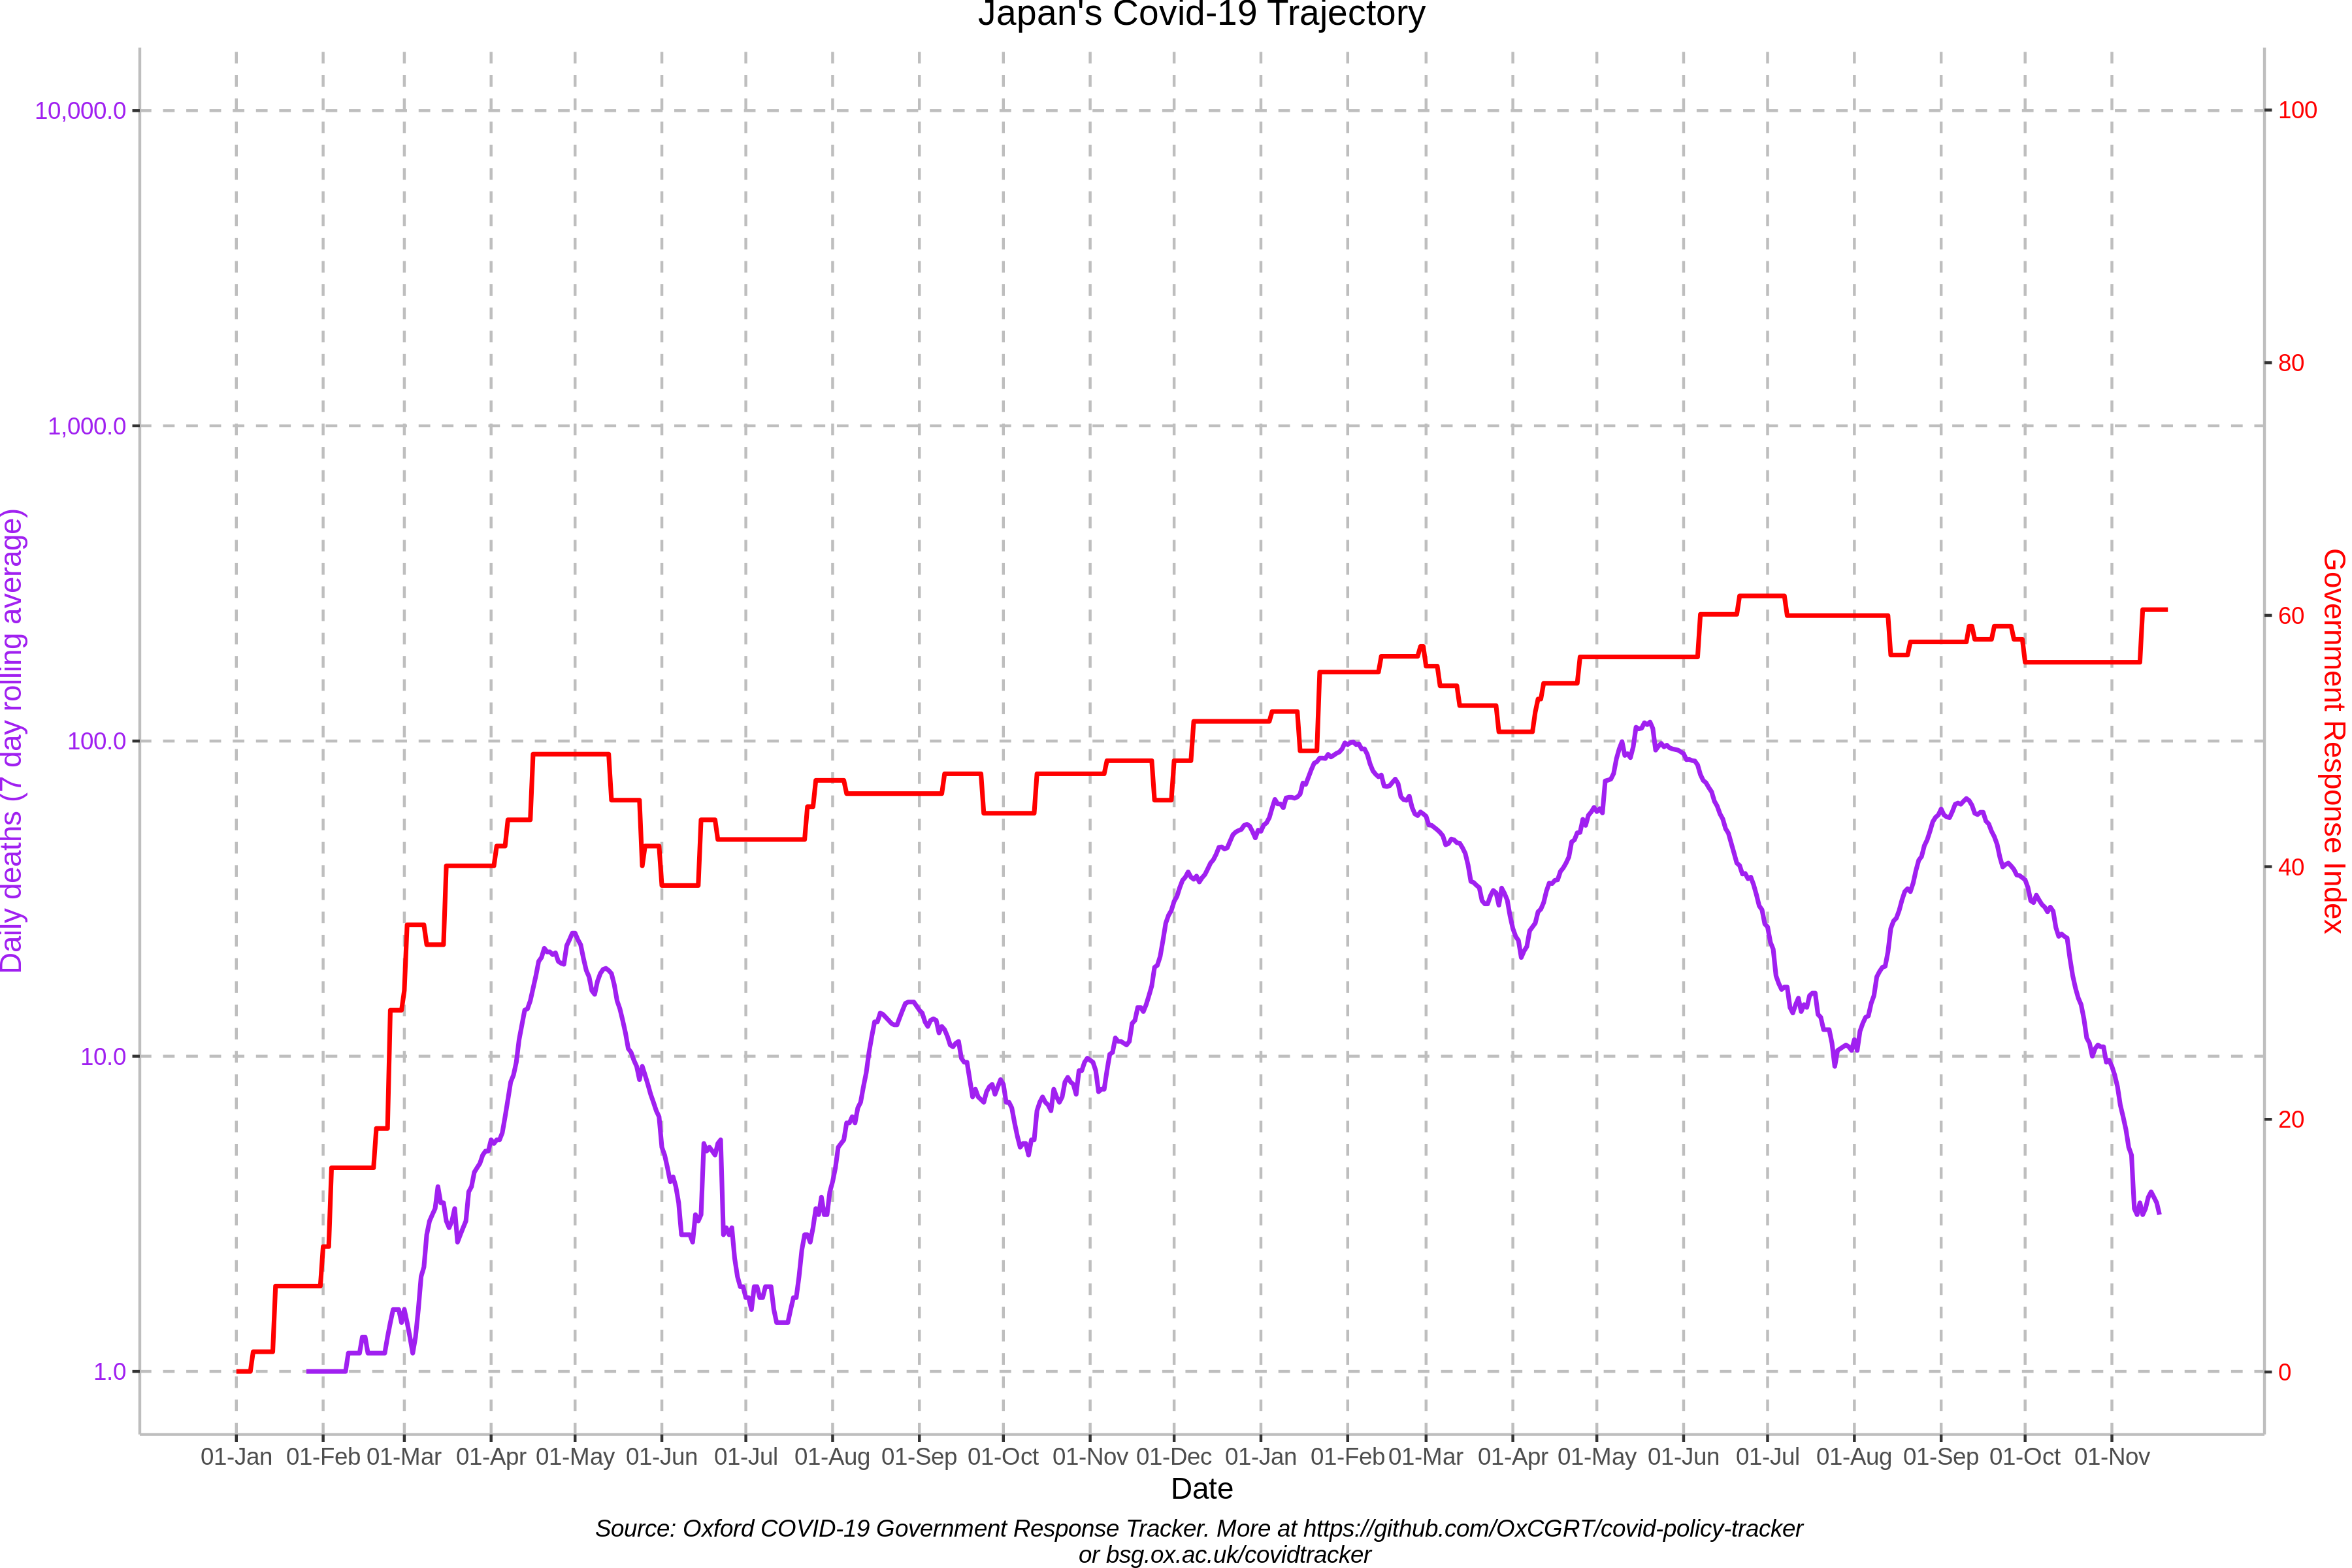 Japan's Covid-19 Trajectory
10,000.0
1,000.0
100.0
10.0
1.0
Daily deaths (7 day rolling average)
100
80
60
40
20
0
Government Response Index
01-Jan 01-Feb 01-Mar 01-Apr 01-May 01-Jun 01-Jul 01-Aug 01-Sep 01-Oct 01-Nov 01-Dec 01-Jan 01-Feb 01-Mar 01-Apr 01-May 01-Jun 01-Jul 01-Aug 01-Sep 01-Oct 01-Nov
Date
Source: Oxford COVID-19 Government Response Tracker. More at https://github.com/OxCGRT/covid-policy-tracker
or bsg.ox.ac.uk/covidtracker